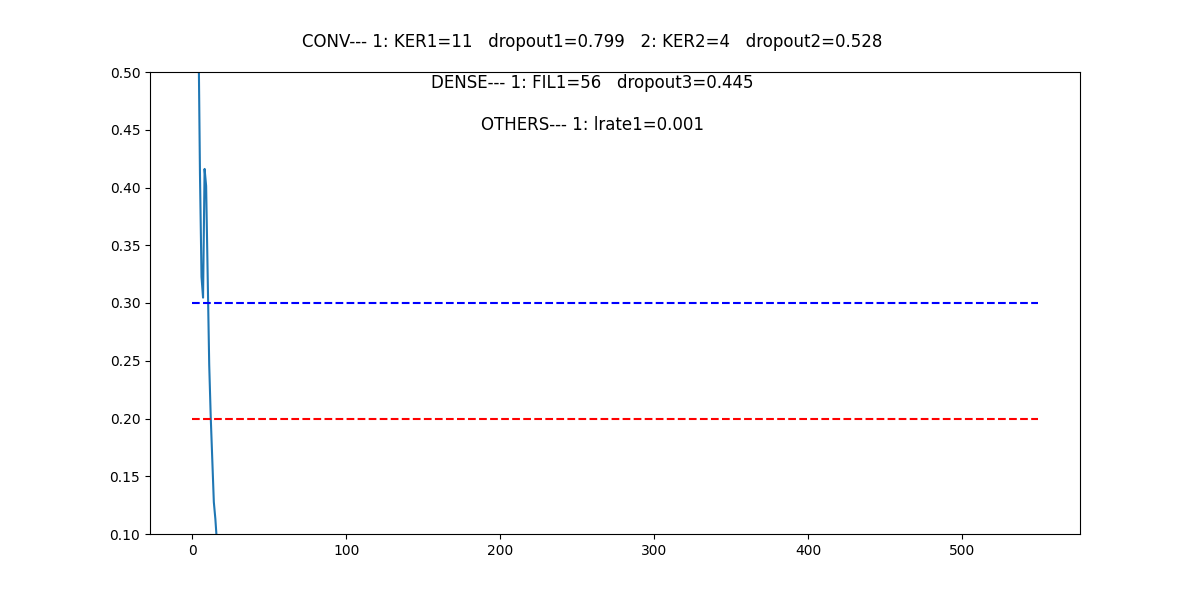 CONV--- 1: KER1=11 dropout1=0.799 2: KER2=4 dropout2=0.528
DENSE--- 1: FIL1=56 dropout3=0.445
OTHERS--- 1: lrate1=0.001
0.50
0.45
0.40
0.35
0.30
0.25
0.20
0.15
0.10
0 100 200 300 400 500